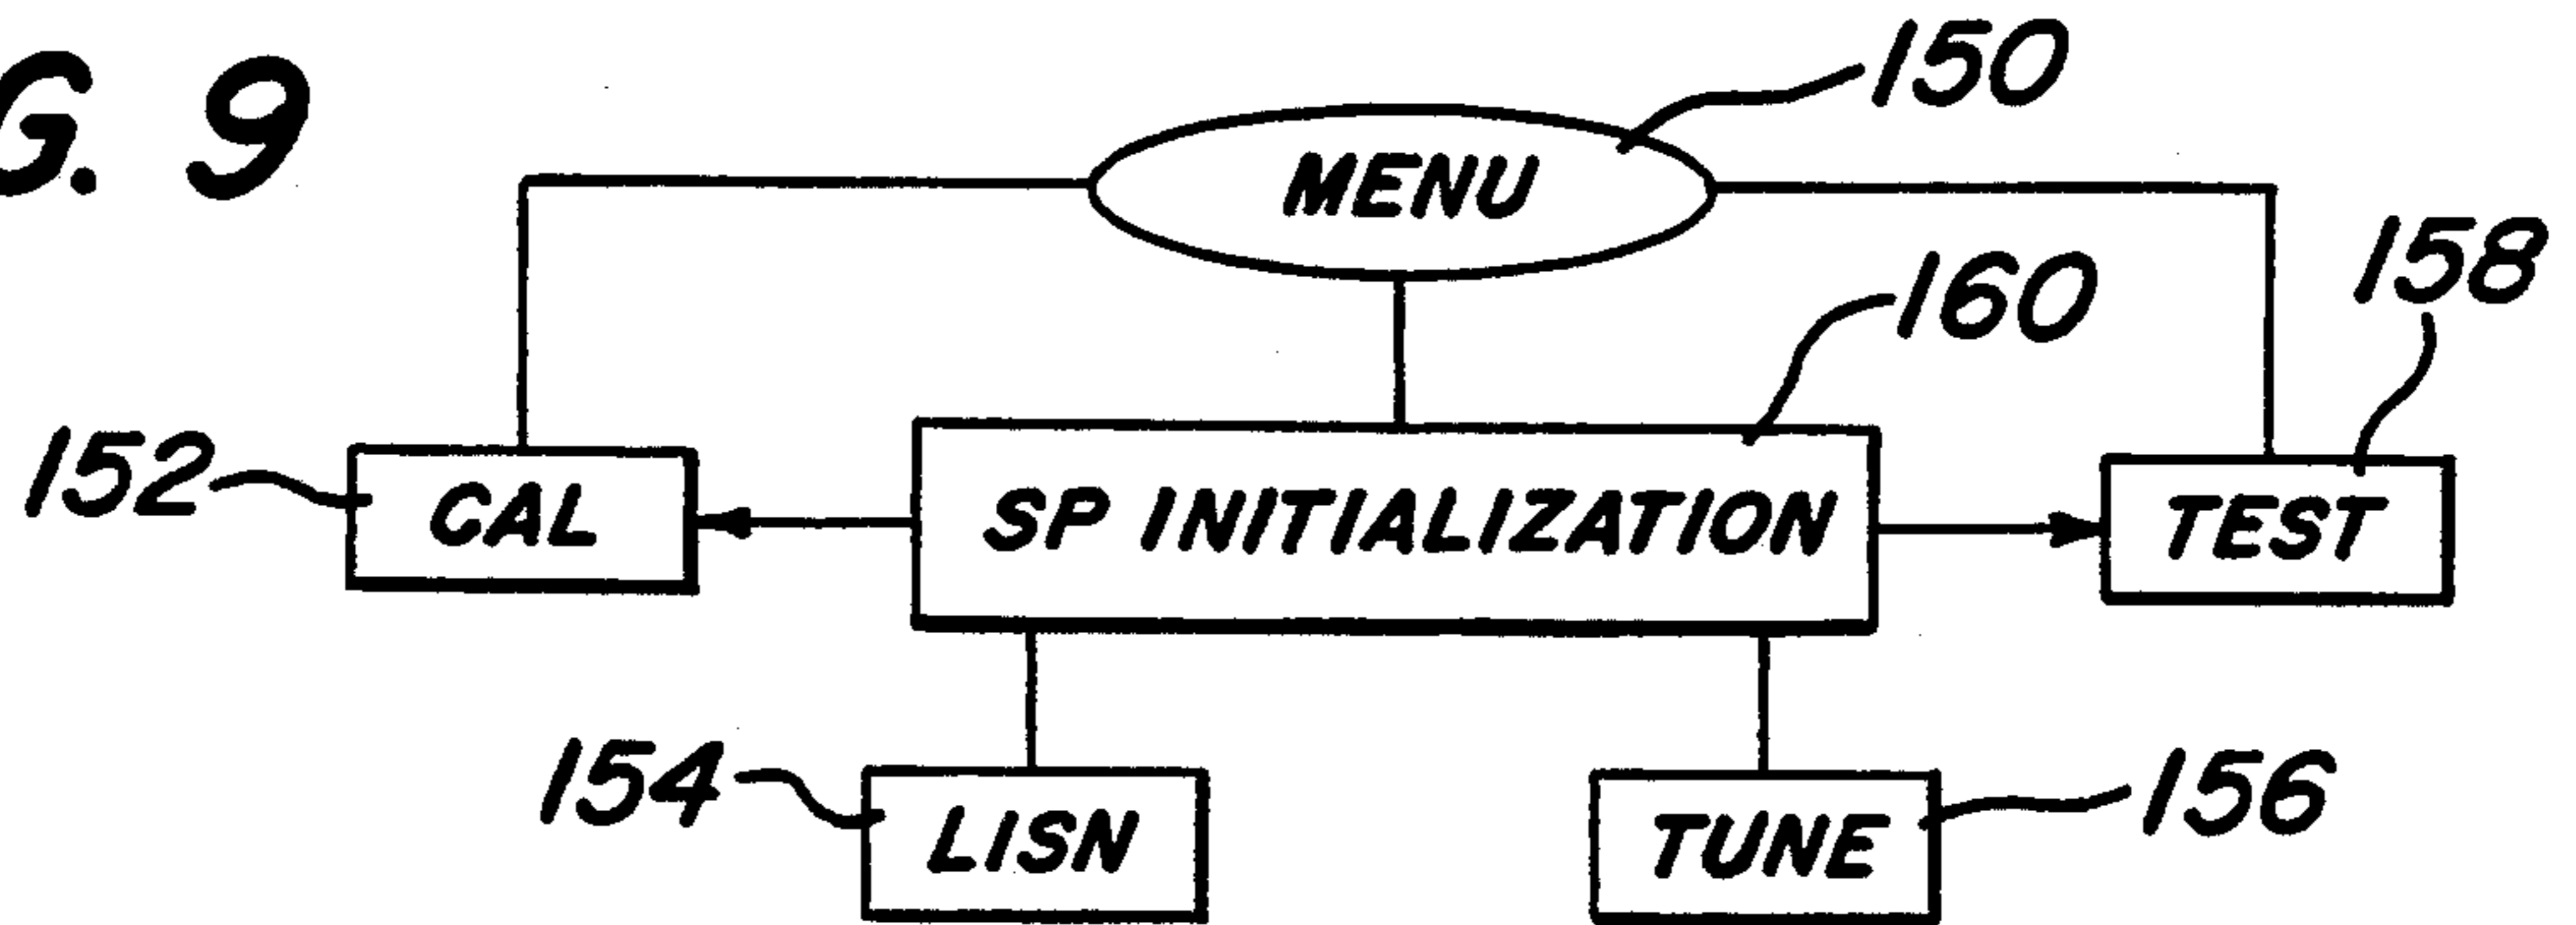 G. 9
150
MENU
158
160
152
CAL
SP INITIALIZATION
TEST
154
LISN
TUNE
156